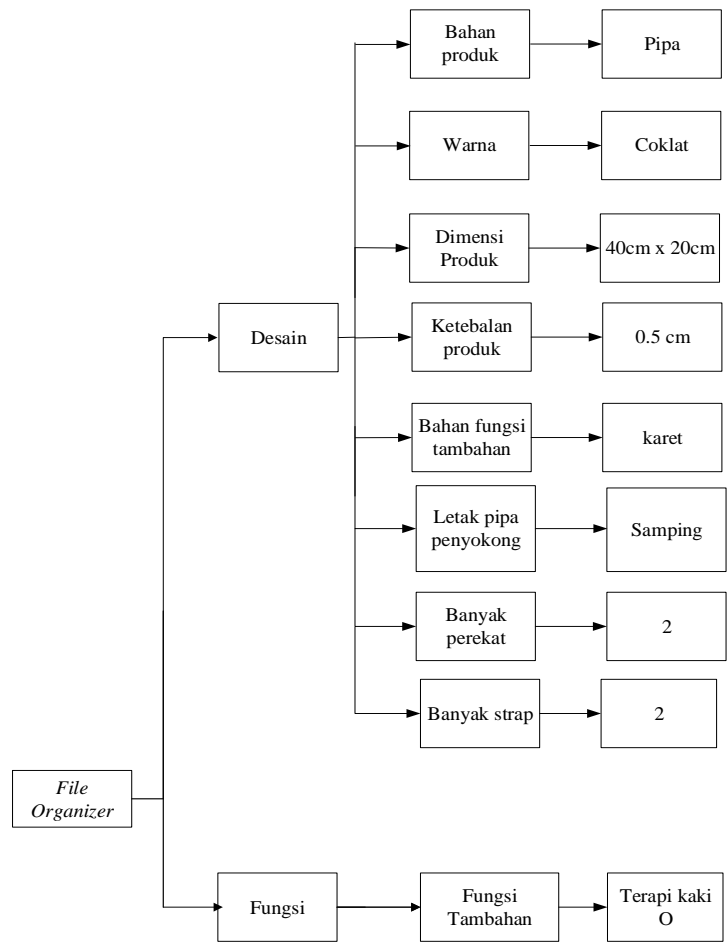 Bahan
produk
Pipa
Warna
Coklat
Dimensi
Produk
40cm x 20cm
Desain
Ketebalan
produk
0.5 cm
Bahan fungsi
tambahan
karet
Letak pipa
penyokong
Samping
Banyak
perekat
2
Banyak strap
2
File
Organizer
Fungsi
Fungsi
Tambahan
Terapi kaki
O